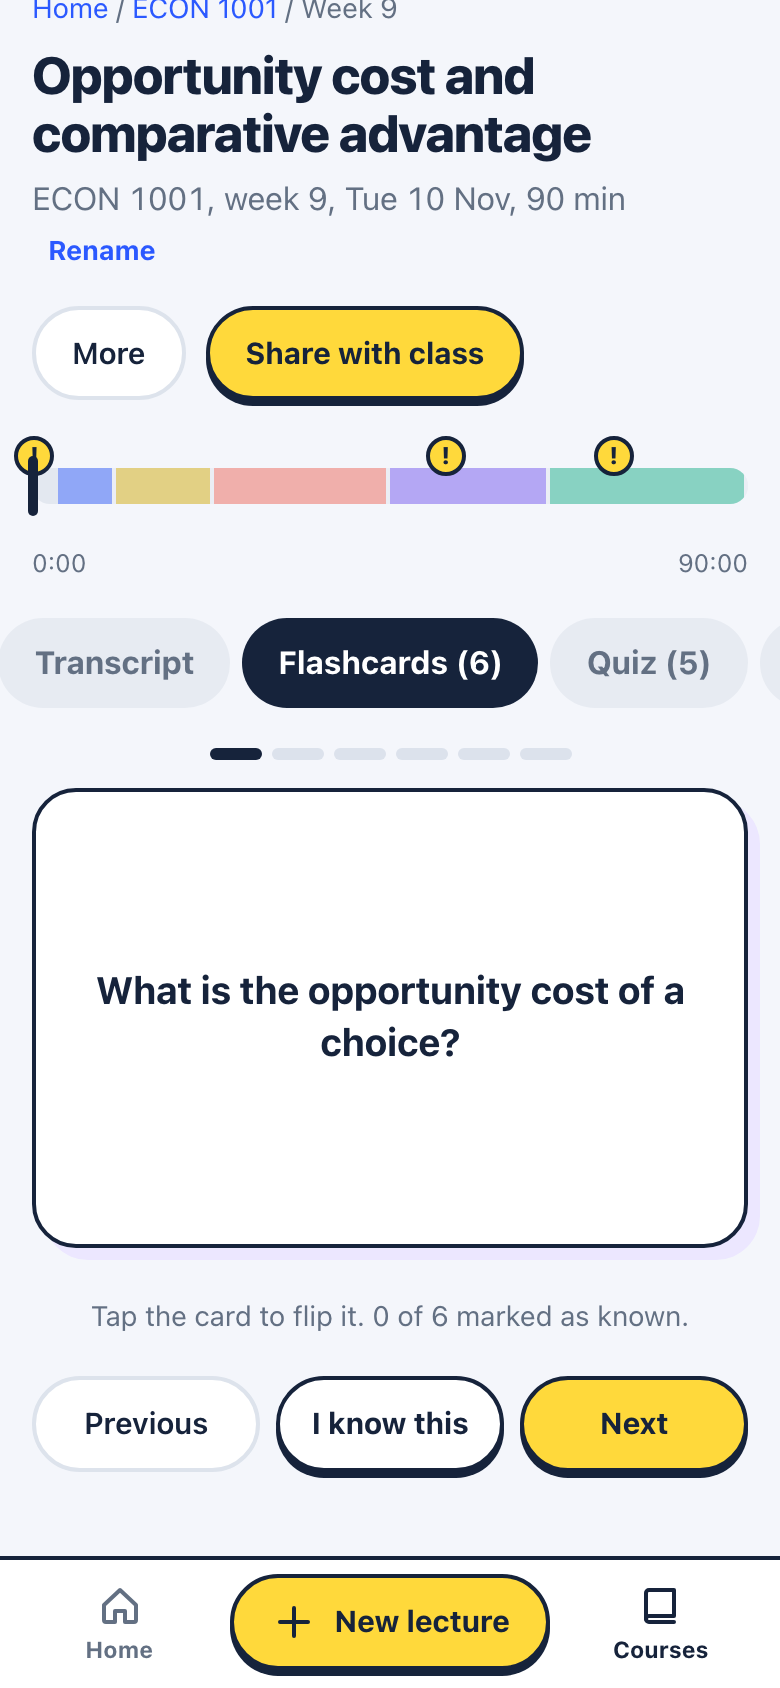 Home / ECON 1001 / Week 9
Opportunity cost and
comparative advantage
ECON 1001, week 9, Tue 10 Nov, 90 min
Rename
More
Share with class
!
!
!
0:00
90:00
Transcript
Flashcards (6)
Quiz (5)
What is the opportunity cost of a
choice?
Tap the card to flip it. 0 of 6 marked as known.
Previous
I know this
Next
Home
+ New lecture
Courses